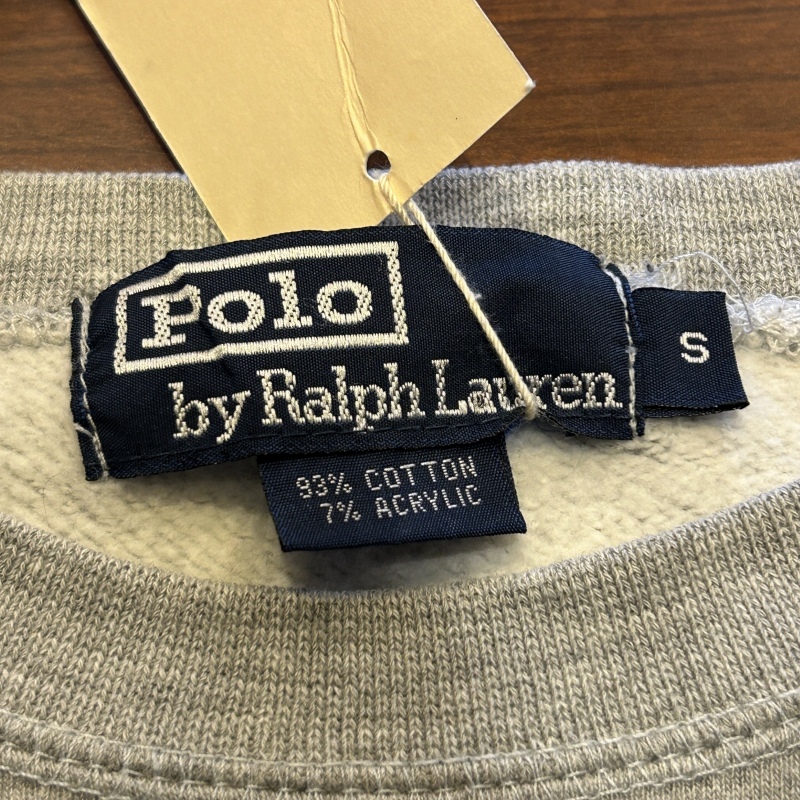 Polo
by Ralph Lauren
S
93% COTTON
7% ACRYLIC